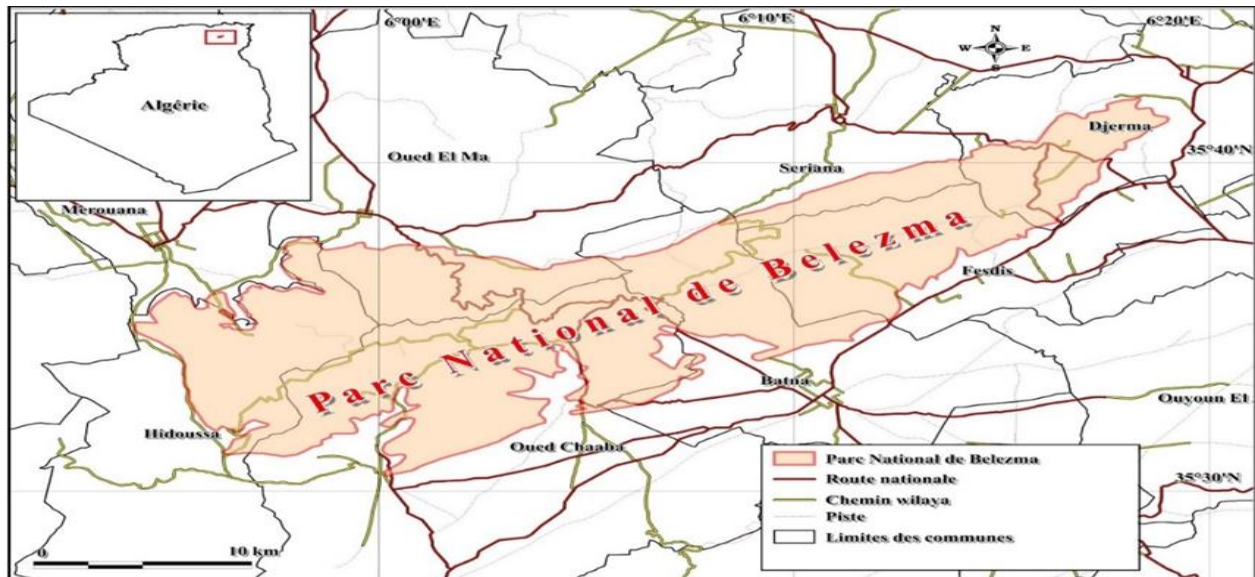 6°00'E
6°10'E
6°20'E
N
W E
S
Algérie
Djerma
Oued El Ma
35°40'N
Seriana
Merouana
Parc National de Belezma
Fesdis
Batna
Ouyoun El
Hidoussa
Oued Chaaba
Parc National de Belezma
Route nationale
35°30'N
Chemin wilaya
Piste
Limites des communes
0 10 km